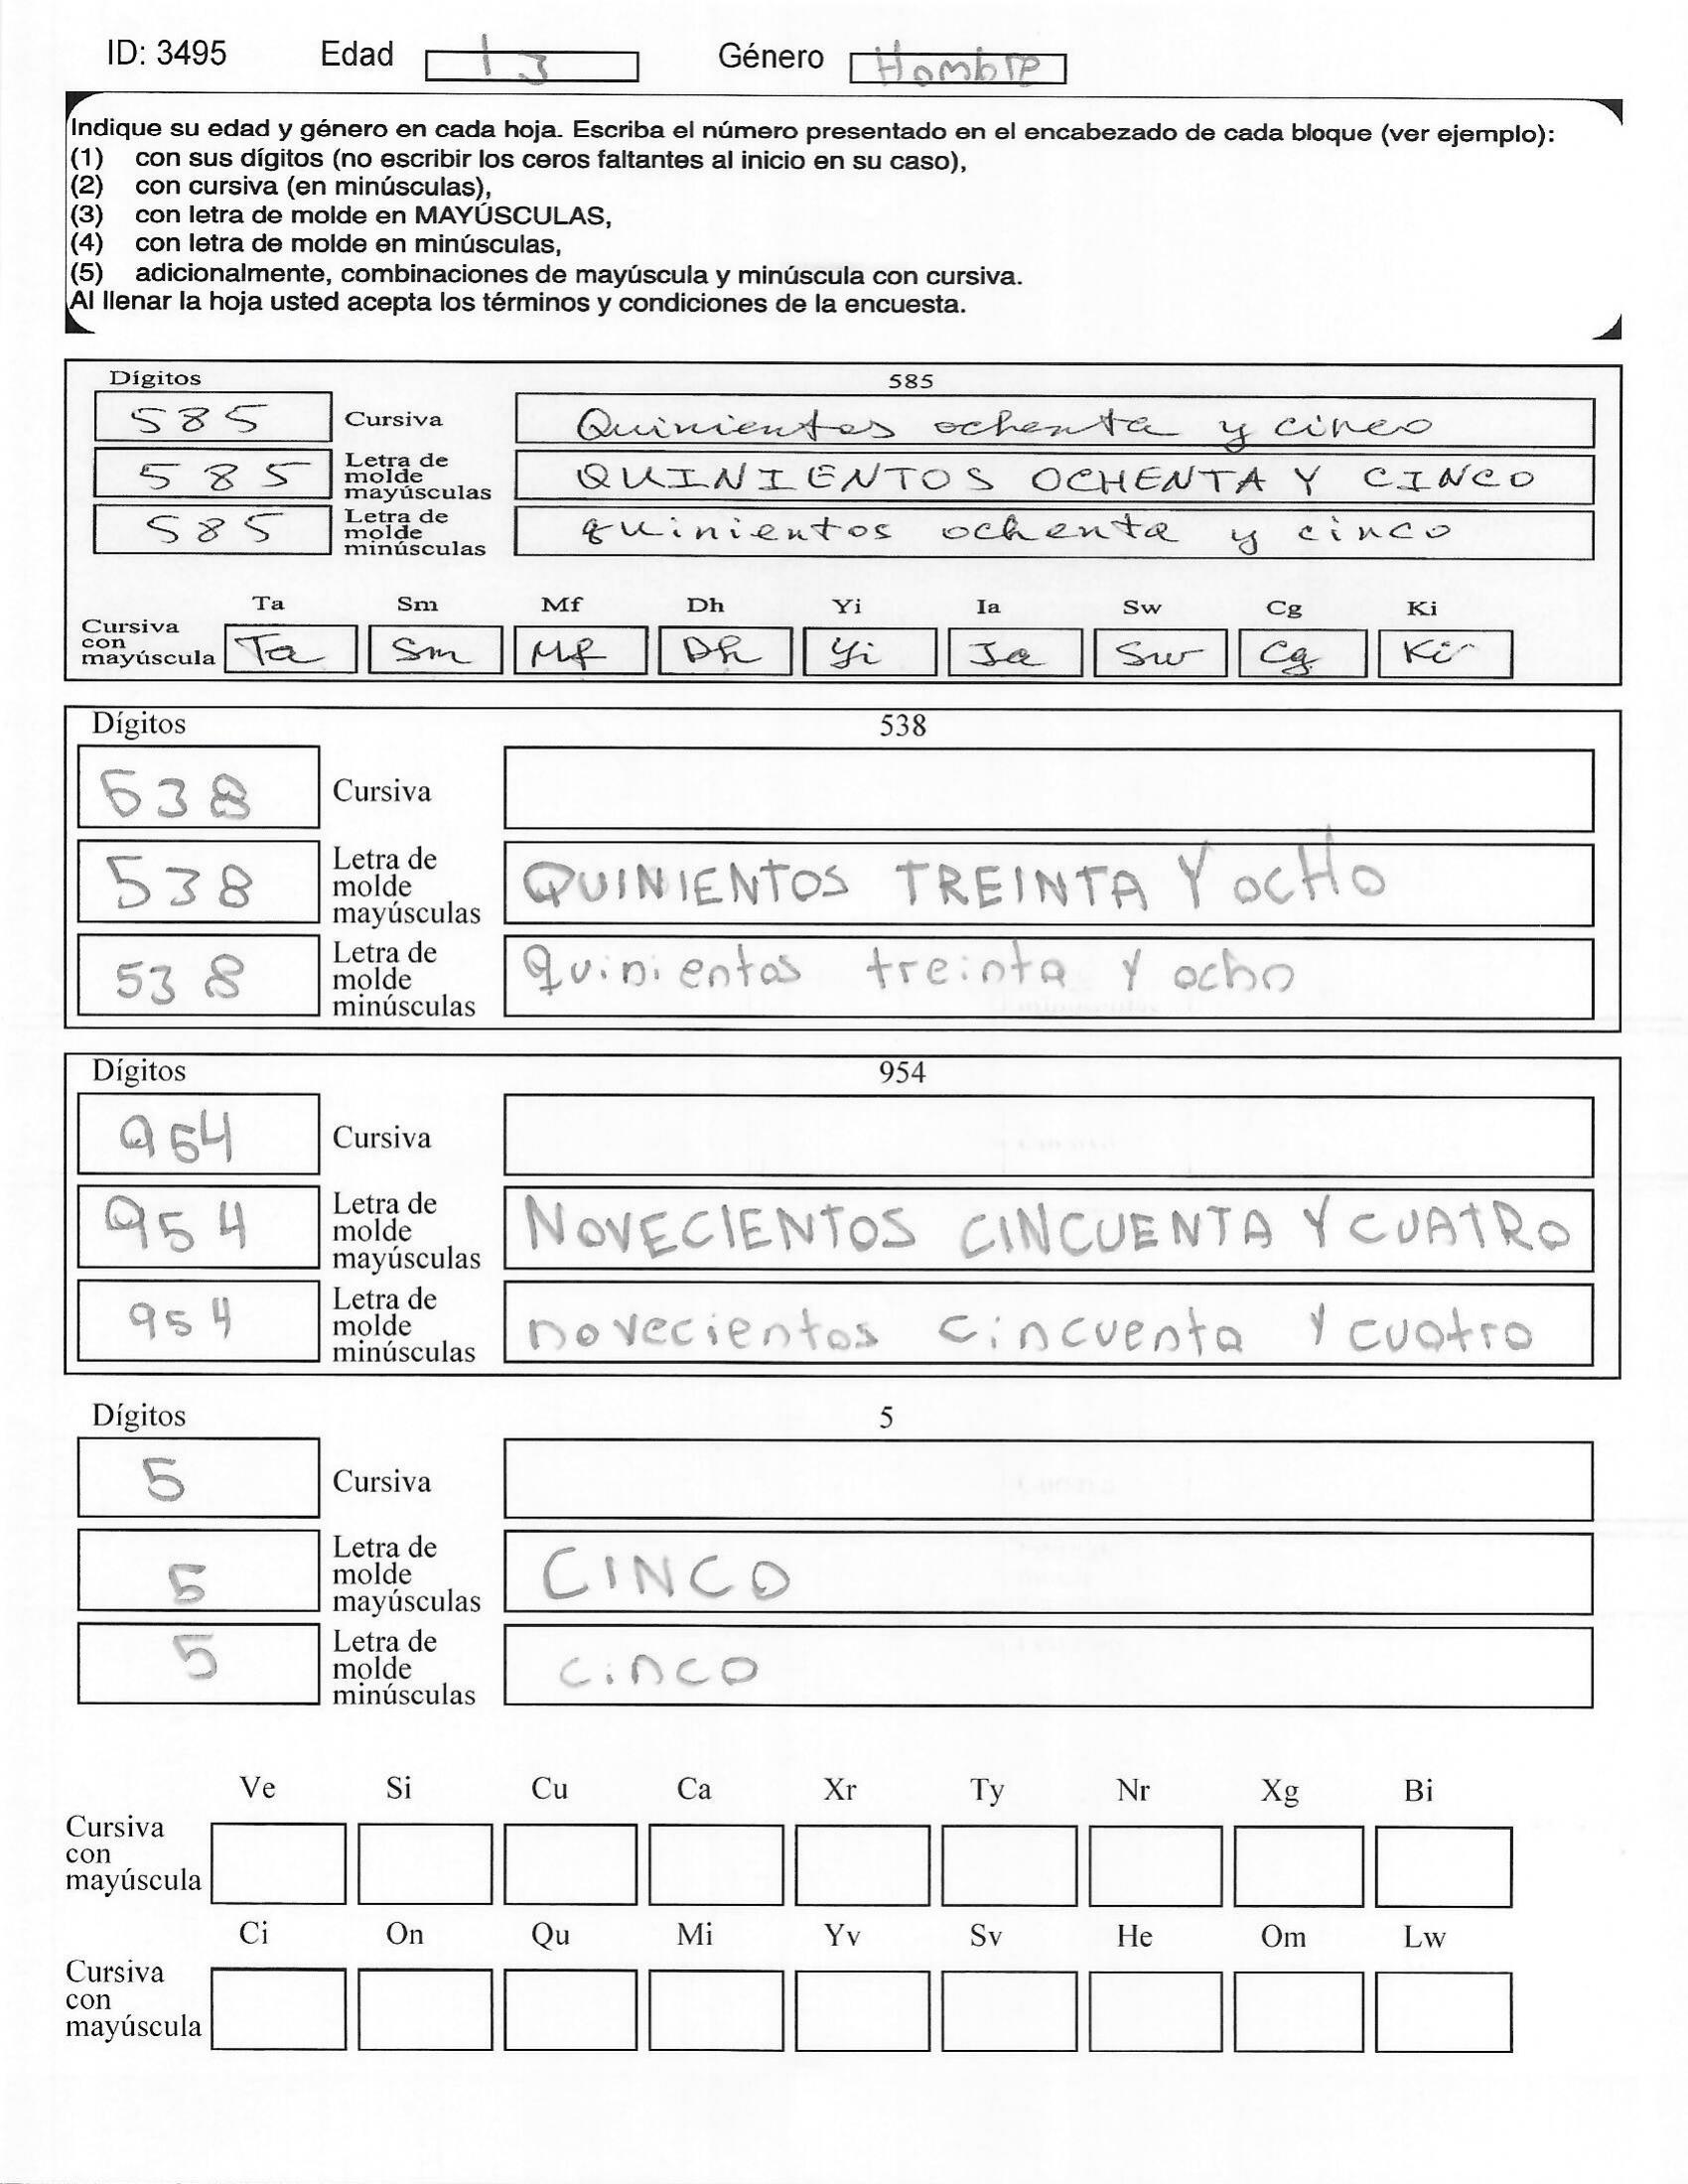 ID: 3495 Edad 13 Género Hombre
Indique su edad y género en cada hoja. Escriba el número presentado en el encabezado de cada bloque (ver ejemplo):
(1) con sus dígitos (no escribir los ceros faltantes al inicio en su caso),
(2) con cursiva (en minúsculas),
(3) con letra de molde en MAYÚSCULAS,
(4) con letra de molde en minúsculas,
(5) adicionalmente, combinaciones de mayúscula y minúscula con cursiva.
Al llenar la hoja usted acepta los términos y condiciones de la encuesta.
Dígitos 585
585 Cursiva Quinientos ochenta y cinco
585 Letra de molde mayúsculas QUINIENTOS OCHENTA Y CINCO
585 Letra de molde minúsculas quinientos ochenta y cinco
Ta Sm Mf Dh Yi Ia Sw Cg Ki
Cursiva con mayúscula Ta Sm Mf Dh Yi Ia Sw Cg Ki
Dígitos 538
538 Cursiva
538 Letra de molde mayúsculas QUINIENTOS TREINTA Y OCHO
538 Letra de molde minúsculas quinientos treinta y ocho
Dígitos 954
954 Cursiva
954 Letra de molde mayúsculas NOVECIENTOS CINCUENTA Y CUATRO
954 Letra de molde minúsculas novecientos cincuenta y cuatro
Dígitos 5
5 Cursiva
5 Letra de molde mayúsculas CINCO
5 Letra de molde minúsculas cinco
Ve Si Cu Ca Xr Ty Nr Xg Bi
Cursiva con mayúscula
Ci On Qu Mi Yv Sv He Om Lw
Cursiva con mayúscula